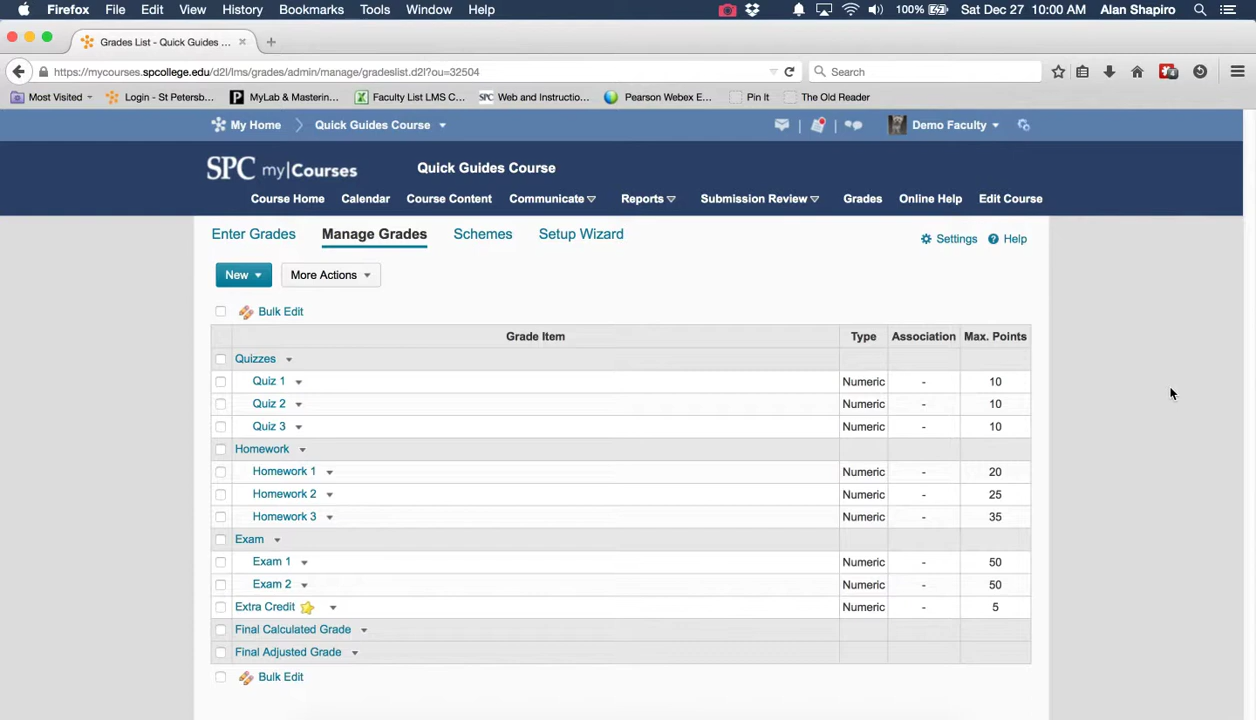 Firefox File Edit View History Bookmarks Tools Window Help 100% Sat Dec 27 10:00 AM Alan Shapiro
Grades List - Quick Guides ...
https://mycourses.spcollege.edu/d2l/lms/grades/admin/manage/gradeslist.d2l?ou=32504 Search
Most Visited Login - St Petersb... MyLab & Masterin... Faculty List LMS C... SPC Web and Instructio... Pearson Webex E... Pin It The Old Reader
My Home Quick Guides Course Demo Faculty
SPC my|Courses Quick Guides Course
Course Home Calendar Course Content Communicate Reports Submission Review Grades Online Help Edit Course
Enter Grades Manage Grades Schemes Setup Wizard Settings Help
New More Actions
Bulk Edit
Grade Item Type Association Max. Points
Quizzes
Quiz 1 Numeric - 10
Quiz 2 Numeric - 10
Quiz 3 Numeric - 10
Homework
Homework 1 Numeric - 20
Homework 2 Numeric - 25
Homework 3 Numeric - 35
Exam
Exam 1 Numeric - 50
Exam 2 Numeric - 50
Extra Credit Numeric - 5
Final Calculated Grade
Final Adjusted Grade
Bulk Edit